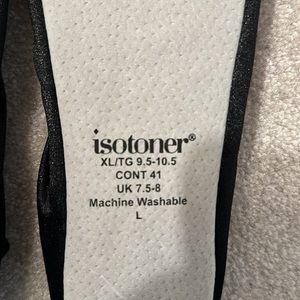 isotoner®
XL/TG 9.5-10.5
CONT 41
UK 7.5-8
Machine Washable
L